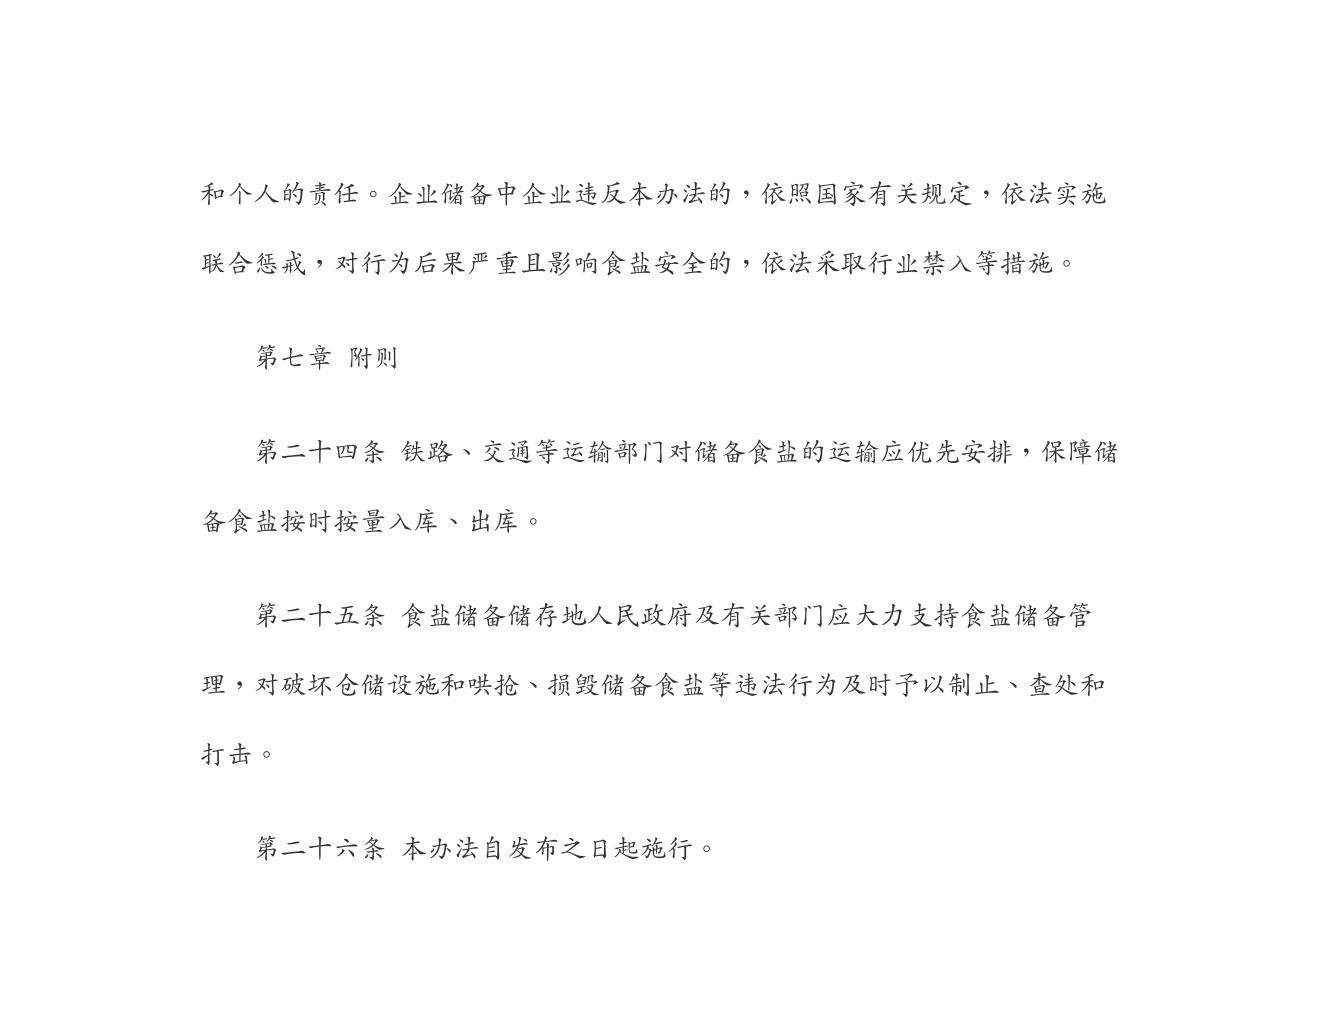 和个人的责任。企业储备中企业违反本办法的，依照国家有关规定，依法实施
联合惩戒，对行为后果严重且影响食盐安全的，依法采取行业禁入等措施。
第七章 附则
第二十四条 铁路、交通等运输部门对储备食盐的运输应优先安排，保障储
备食盐按时按量入库、出库。
第二十五条 食盐储备储存地人民政府及有关部门应大力支持食盐储备管
理，对破坏仓储设施和哄抢、损毁储备食盐等违法行为及时予以制止、查处和
打击。
第二十六条 本办法自发布之日起施行。